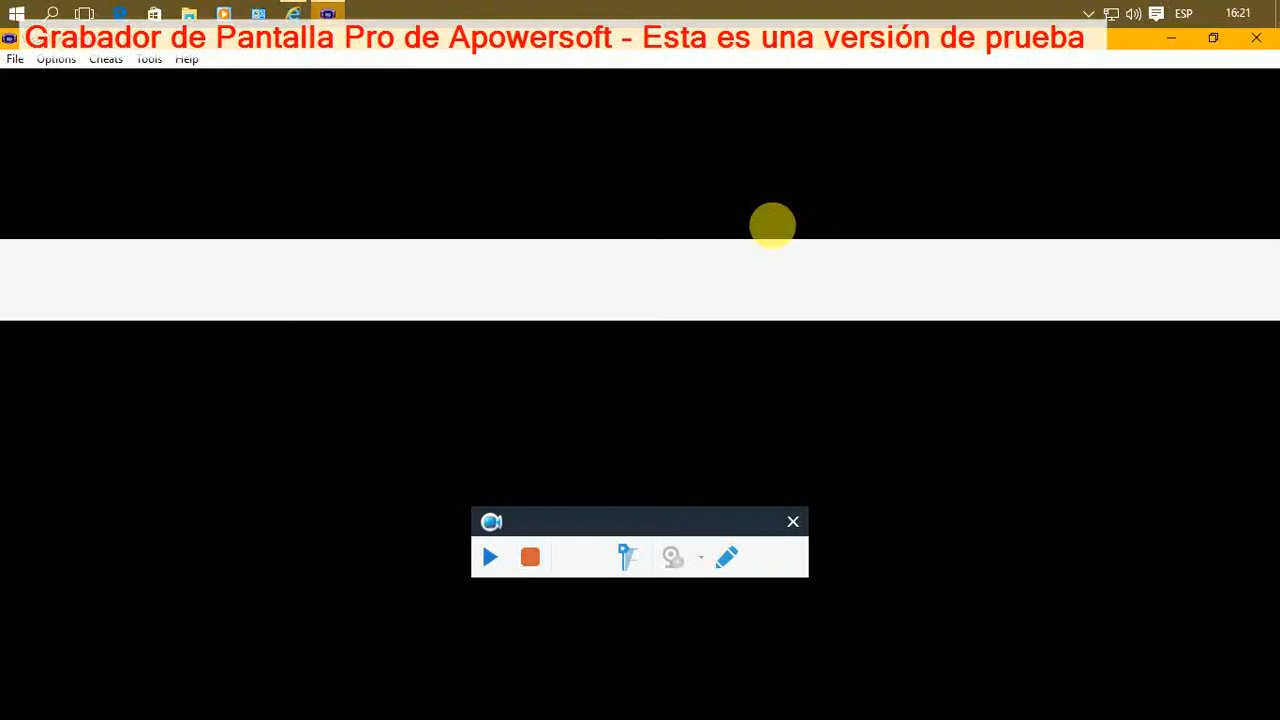 ESP 16:21
Grabador de Pantalla Pro de Apowersoft - Esta es una versión de prueba
File Options Cheats Tools Help